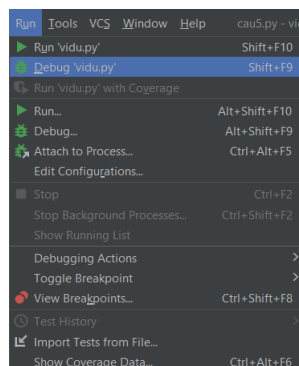 Run Tools VCS Window Help cau5.py - vi
Run 'vidu.py' Shift+F10
Debug 'vidu.py' Shift+F9
Run 'vidu.py' with Coverage
Run... Alt+Shift+F10
Debug... Alt+Shift+F9
Attach to Process... Ctrl+Alt+F5
Edit Configurations...
Stop Ctrl+F2
Stop Background Processes... Ctrl+Shift+F2
Show Running List
Debugging Actions
Toggle Breakpoint
View Breakpoints... Ctrl+Shift+F8
Test History
Import Tests from File...
Show Coverage Data... Ctrl+Alt+F6